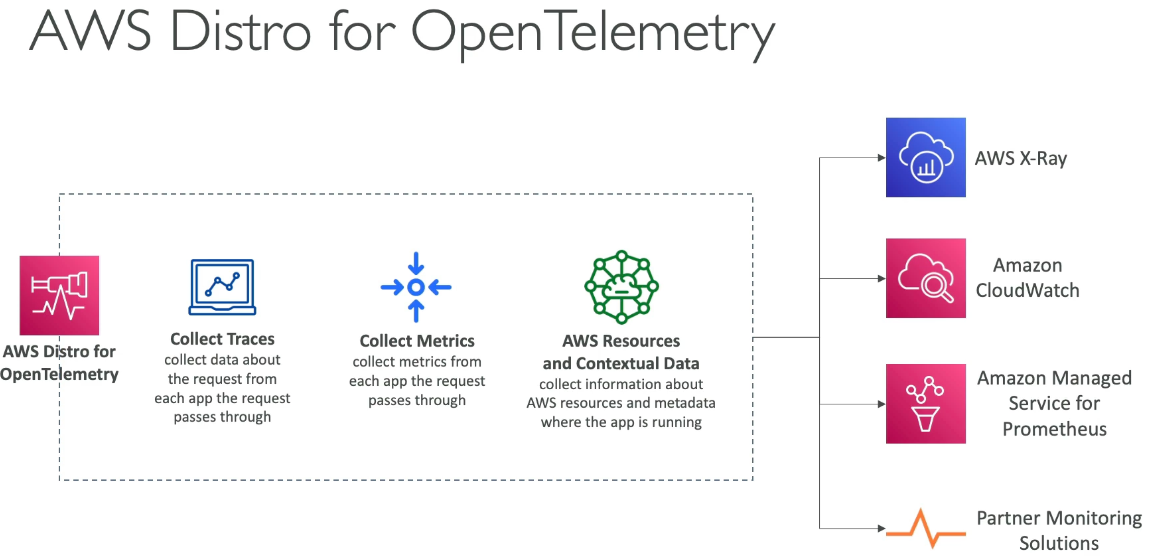 AWS Distro for OpenTelemetry
AWS Distro for
OpenTelemetry
Collect Traces
collect data about
the request from
each app the request
passes through
Collect Metrics
collect metrics from
each app the request
passes through
AWS Resources
and Contextual Data
collect information about
AWS resources and metadata
where the app is running
AWS X-Ray
Amazon
CloudWatch
Amazon Managed
Service for
Prometheus
Partner Monitoring
Solutions